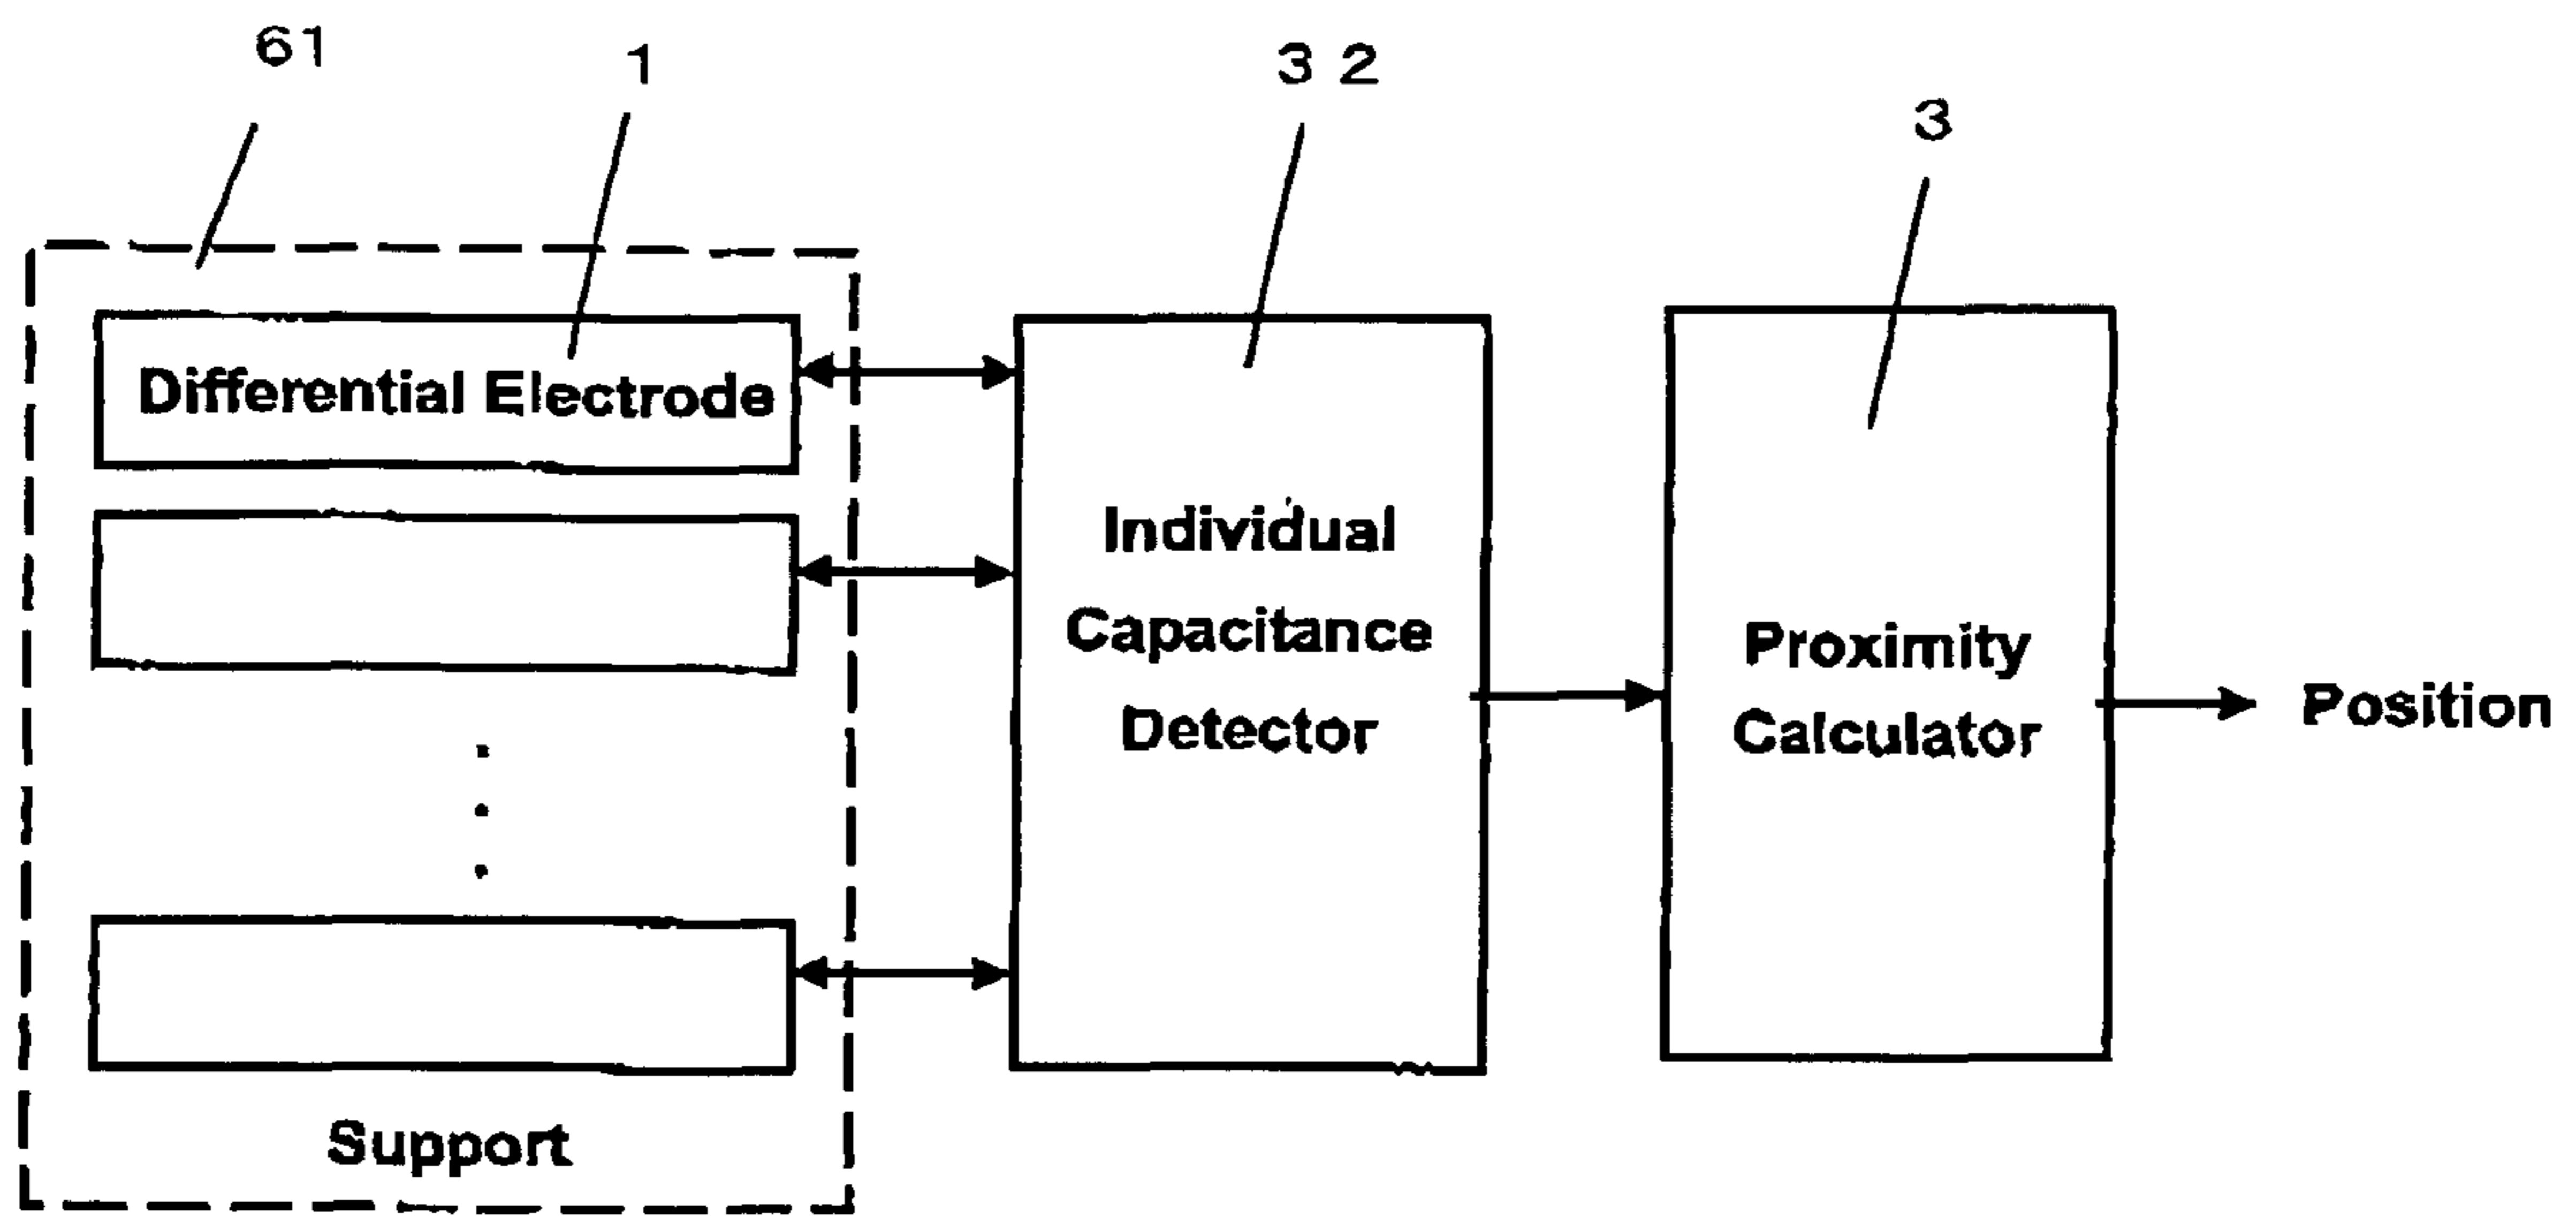 61
1
3 2
3
Differential Electrode
Individual
Capacitance
Detector
Proximity
Calculator
Position
Support